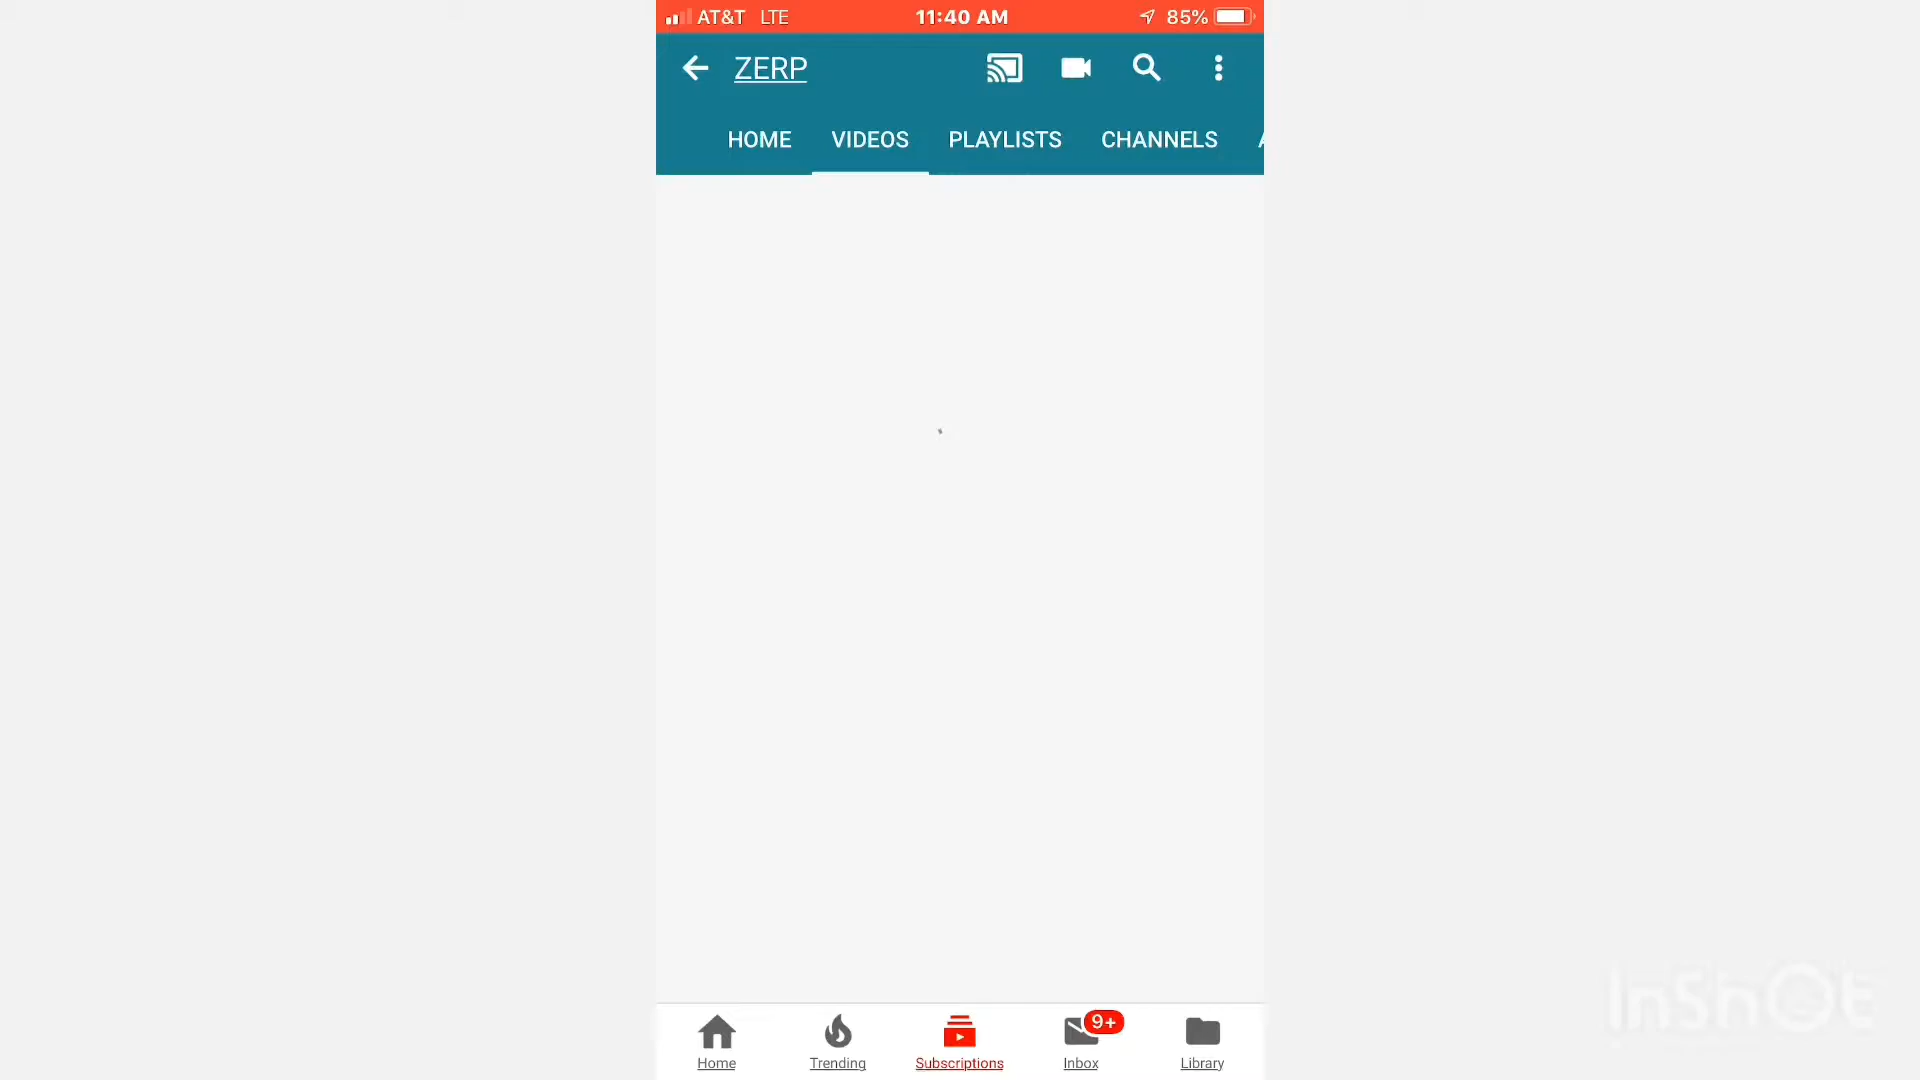 AT&T LTE 11:40 AM 85%
ZERP
HOME VIDEOS PLAYLISTS CHANNELS
9+
Home Trending Subscriptions Inbox Library
InShOt